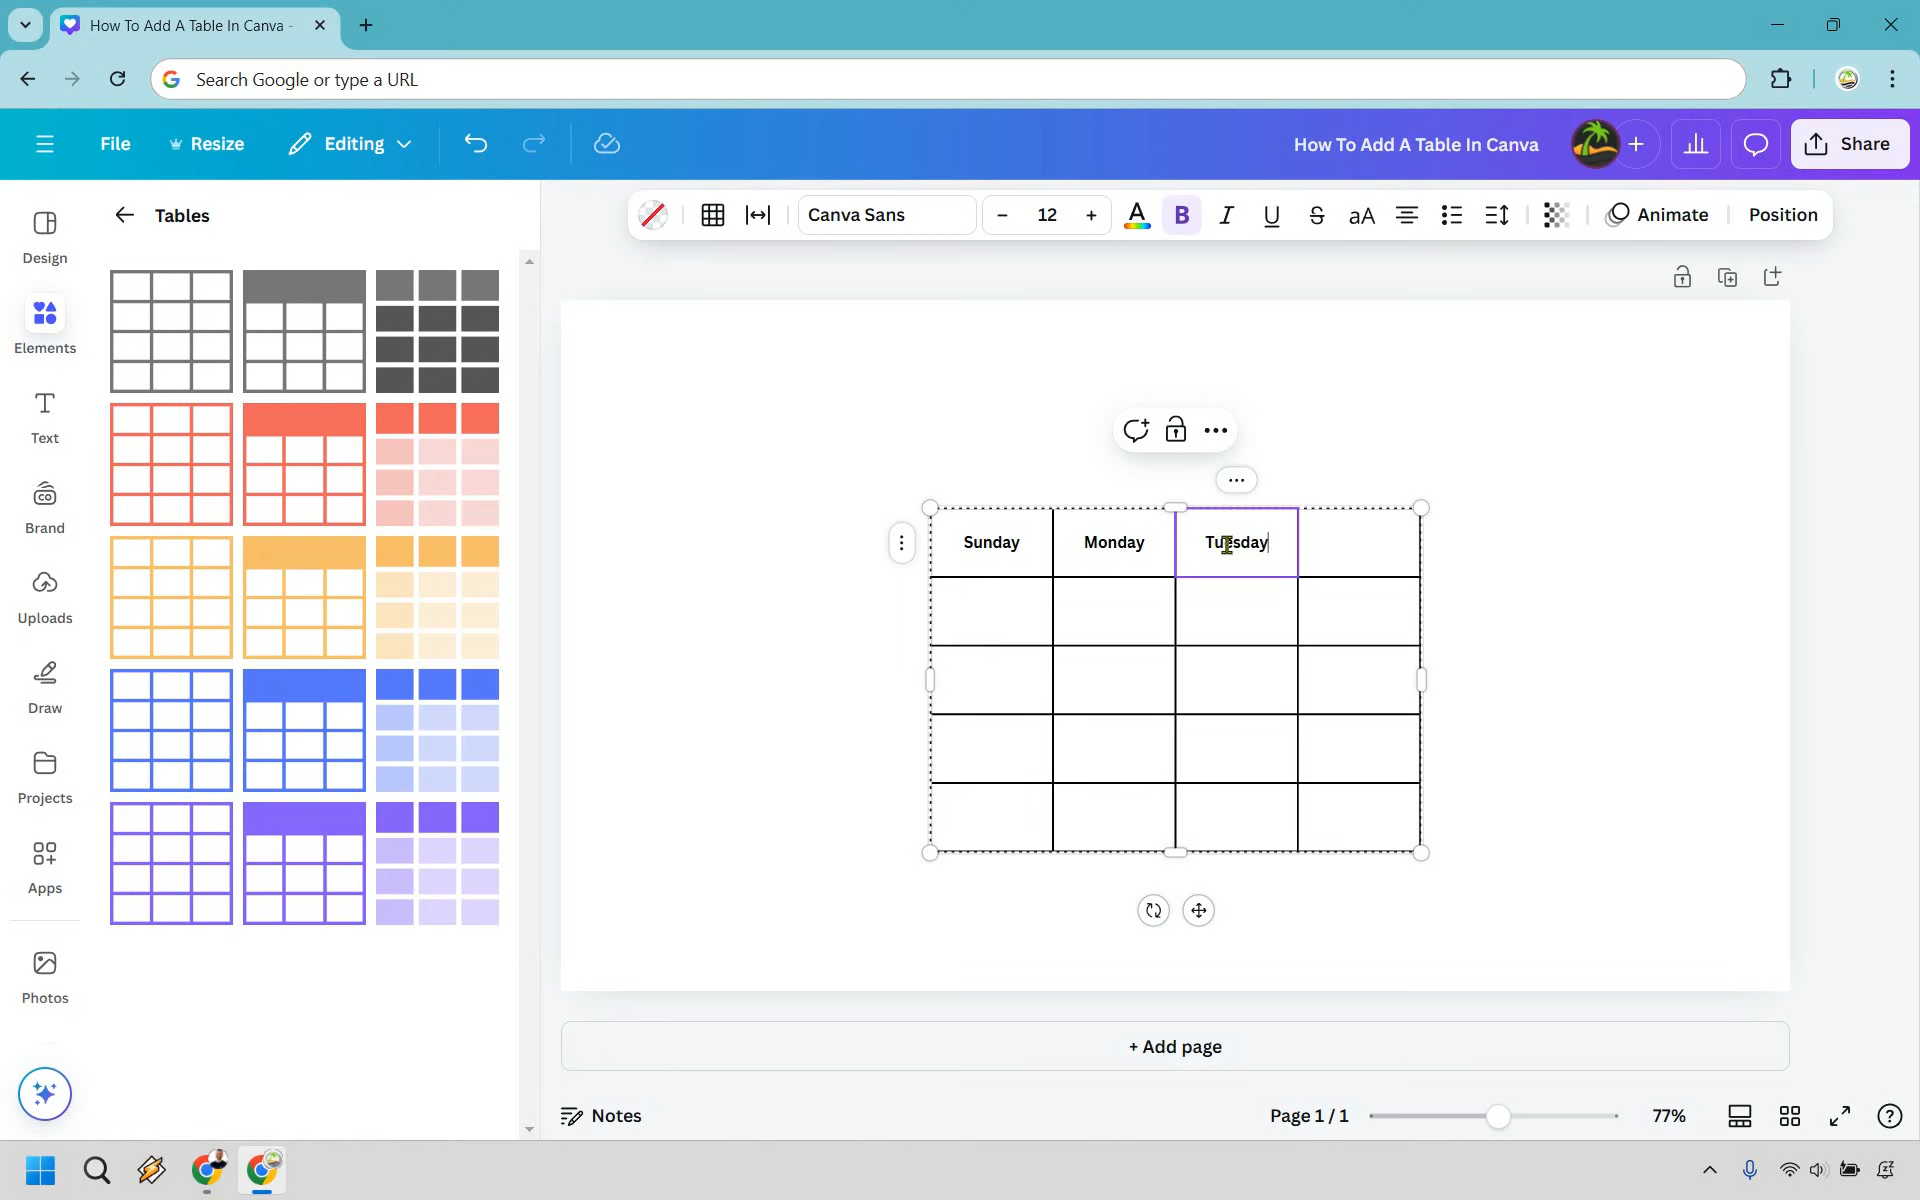 How To Add A Table In Canva -
Search Google or type a URL
File
Resize
Editing
How To Add A Table In Canva
Share
Tables
Canva Sans
12
B
I
U
S
aA
Animate
Position
Design
Elements
Text
Brand
Uploads
Draw
Projects
Apps
Photos
Sunday
Monday
Tuesday
+ Add page
Notes
Page 1 / 1
77%